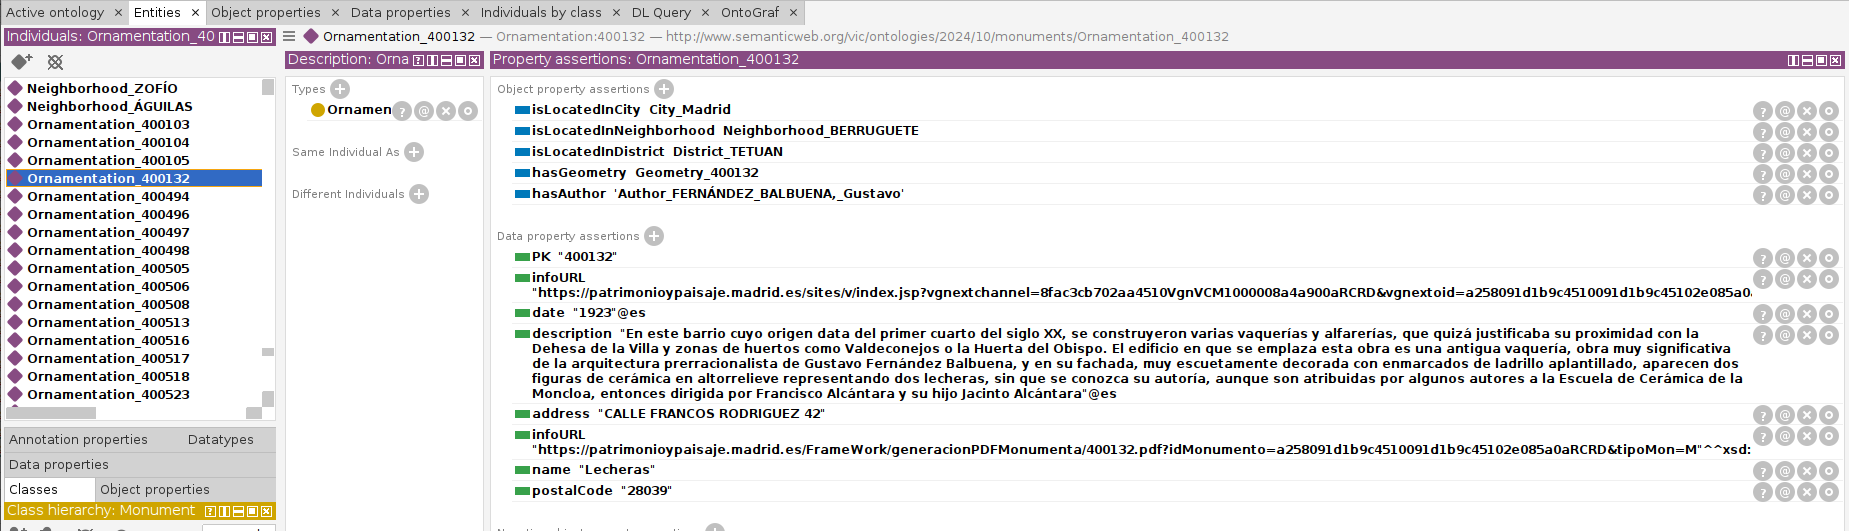 Active ontology × Entities × Object properties × Data properties × Individuals by class × DL Query × OntoGraf ×
Individuals: Ornamentation_40
Ornamentation_400132 — Ornamentation:400132 — http://www.semanticweb.org/vic/ontologies/2024/10/monuments/Ornamentation_400132
Description: Orna
Property assertions: Ornamentation_400132
Neighborhood_ZOFÍO
Neighborhood_ÁGUILAS
Ornamentation_400103
Ornamentation_400104
Ornamentation_400105
Ornamentation_400132
Ornamentation_400494
Ornamentation_400496
Ornamentation_400497
Ornamentation_400498
Ornamentation_400505
Ornamentation_400506
Ornamentation_400508
Ornamentation_400513
Ornamentation_400516
Ornamentation_400517
Ornamentation_400518
Ornamentation_400523
Annotation properties Datatypes
Data properties
Classes Object properties
Class hierarchy: Monument
Types
Ornamen
Same Individual As
Different Individuals
Object property assertions
isLocatedInCity City_Madrid
isLocatedInNeighborhood Neighborhood_BERRUGUETE
isLocatedInDistrict District_TETUAN
hasGeometry Geometry_400132
hasAuthor 'Author_FERNÁNDEZ_BALBUENA,_Gustavo'
Data property assertions
PK "400132"
infoURL
"https://patrimonioypaisaje.madrid.es/sites/v/index.jsp?vgnextchannel=8fac3cb702aa4510VgnVCM1000008a4a900aRCRD&vgnextoid=a258091d1b9c4510091d1b9c45102e085a0
date "1923"@es
description "En este barrio cuyo origen data del primer cuarto del siglo XX, se construyeron varias vaquerías y alfarerías, que quizá justificaba su proximidad con la
Dehesa de la Villa y zonas de huertos como Valdeconejos o la Huerta del Obispo. El edificio en que se emplaza esta obra es una antigua vaquería, obra muy significativa
de la arquitectura prerracionalista de Gustavo Fernández Balbuena, y en su fachada, muy escuetamente decorada con enmarcados de ladrillo aplantillado, aparecen dos
figuras de cerámica en altorrelieve representando dos lecheras, sin que se conozca su autoría, aunque son atribuidas por algunos autores a la Escuela de Cerámica de la
Moncloa, entonces dirigida por Francisco Alcántara y su hijo Jacinto Alcántara"@es
address "CALLE FRANCOS RODRIGUEZ 42"
infoURL
"https://patrimonioypaisaje.madrid.es/FrameWork/generacionPDFMonumenta/400132.pdf?idMonumento=a258091d1b9c4510091d1b9c45102e085a0aRCRD&tipoMon=M"^^xsd:
name "Lecheras"
postalCode "28039"